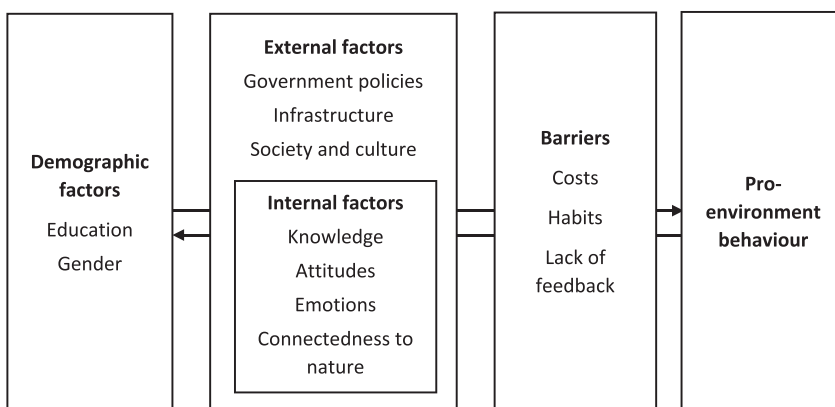 Demographic
factors
Education
Gender
External factors
Government policies
Infrastructure
Society and culture
Internal factors
Knowledge
Attitudes
Emotions
Connectedness to
nature
Barriers
Costs
Habits
Lack of
feedback
Pro-
environment
behaviour